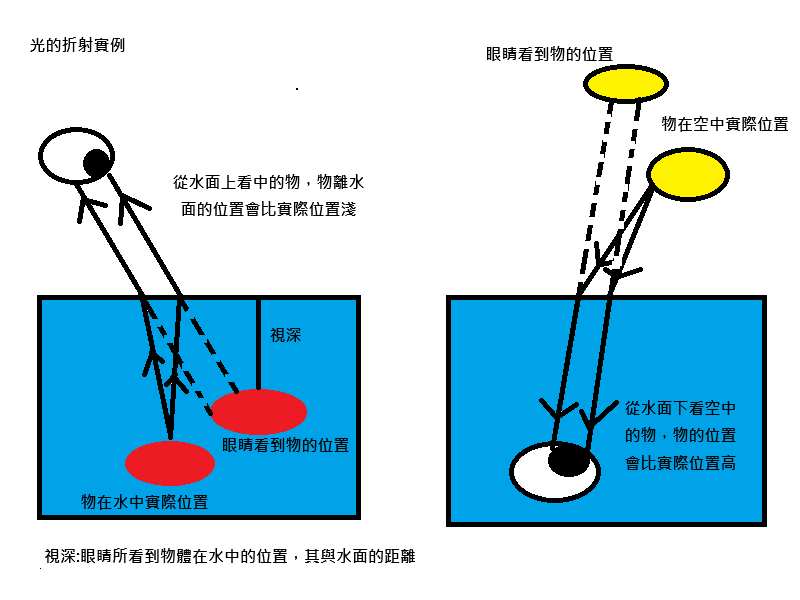 光的折射實例
眼睛看到物的位置
物在空中實際位置
從水面上看中的物，物離水
面的位置會比實際位置淺
視深
眼睛看到物的位置
物在水中實際位置
從水面下看空中
的物，物的位置
會比實際位置高
視深:眼睛所看到物體在水中的位置，其與水面的距離